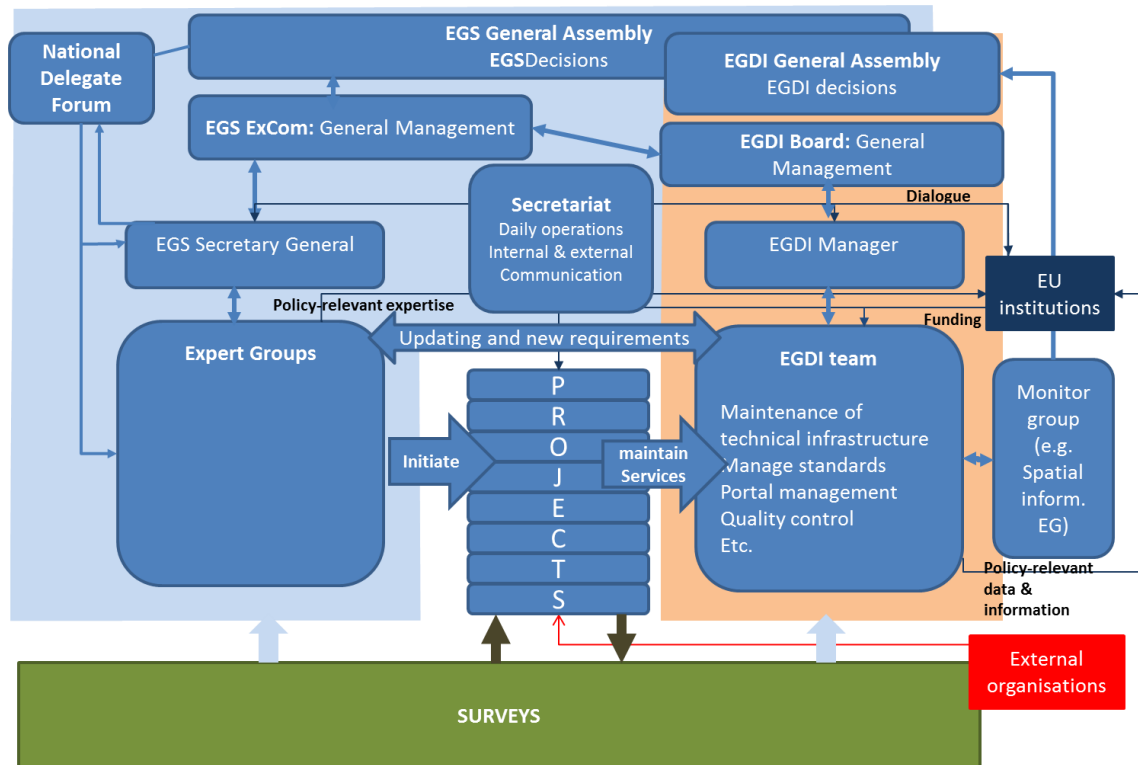 EGS General Assembly
EGSDecisions
National
Delegate
Forum
EGDI General Assembly
EGDI decisions
EGS ExCom: General Management
EGDI Board: General
Management
Secretariat
Daily operations
Internal & external
Communication
Dialogue
EGS Secretary General
EGDI Manager
EU
institutions
Policy-relevant expertise
Funding
Updating and new requirements
Expert Groups
EGDI team
Maintenance of
technical infrastructure
Manage standards
Portal management
Quality control
Etc.
P
R
O
J
E
C
T
S
Initiate
maintain
Services
Monitor
group
(e.g.
Spatial
inform.
EG)
Policy-relevant
data &
information
External
organisations
SURVEYS